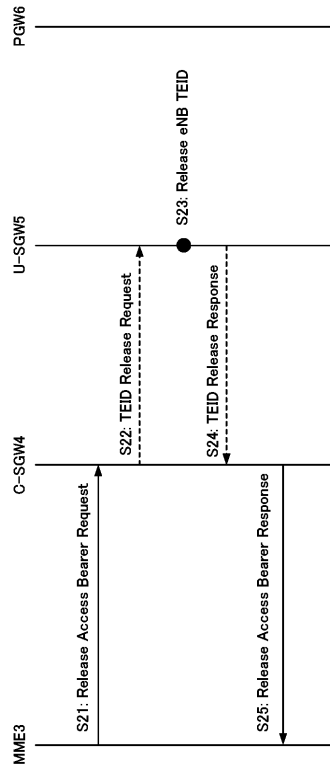 MME3
C-SGW4
U-SGW5
PGW6
S21: Release Access Bearer Request
S22: TEID Release Request
S23: Release eNB TEID
S24: TEID Release Response
S25: Release Access Bearer Response